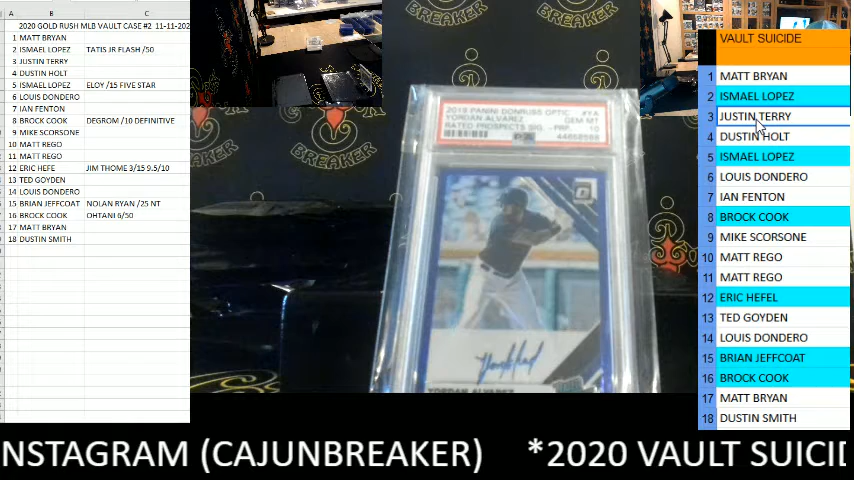 A B C
2020 GOLD RUSH MLB VAULT CASE #2 11-11-202
1 MATT BRYAN
2 ISMAEL LOPEZ TATIS JR FLASH /50
3 JUSTIN TERRY
4 DUSTIN HOLT
5 ISMAEL LOPEZ ELOY /15 FIVE STAR
6 LOUIS DONDERO
7 IAN FENTON
8 BROCK COOK DEGROM /10 DEFINITIVE
9 MIKE SCORSONE
10 MATT REGO
11 MATT REGO
12 ERIC HEFE JIM THOME 3/15 9.5/10
13 TED GOYDEN
14 LOUIS DONDERO
15 BRIAN JEFFCOAT NOLAN RYAN /25 NT
16 BROCK COOK OHTANI 6/50
17 MATT BRYAN
18 DUSTIN SMITH
BREAKER
BREAKER
2019 PANINI DONRUSS OPTIC #YA
YORDAN ALVAREZ GEM MT
RATED PROSPECTS SIG.-PRP. 10
YORDAN ALVAREZ
VAULT SUICIDE
1 MATT BRYAN
2 ISMAEL LOPEZ
3 JUSTIN TERRY
4 DUSTIN HOLT
5 ISMAEL LOPEZ
6 LOUIS DONDERO
7 IAN FENTON
8 BROCK COOK
9 MIKE SCORSONE
10 MATT REGO
11 MATT REGO
12 ERIC HEFEL
13 TED GOYDEN
14 LOUIS DONDERO
15 BRIAN JEFFCOAT
16 BROCK COOK
17 MATT BRYAN
18 DUSTIN SMITH
NSTAGRAM (CAJUNBREAKER) *2020 VAULT SUICI